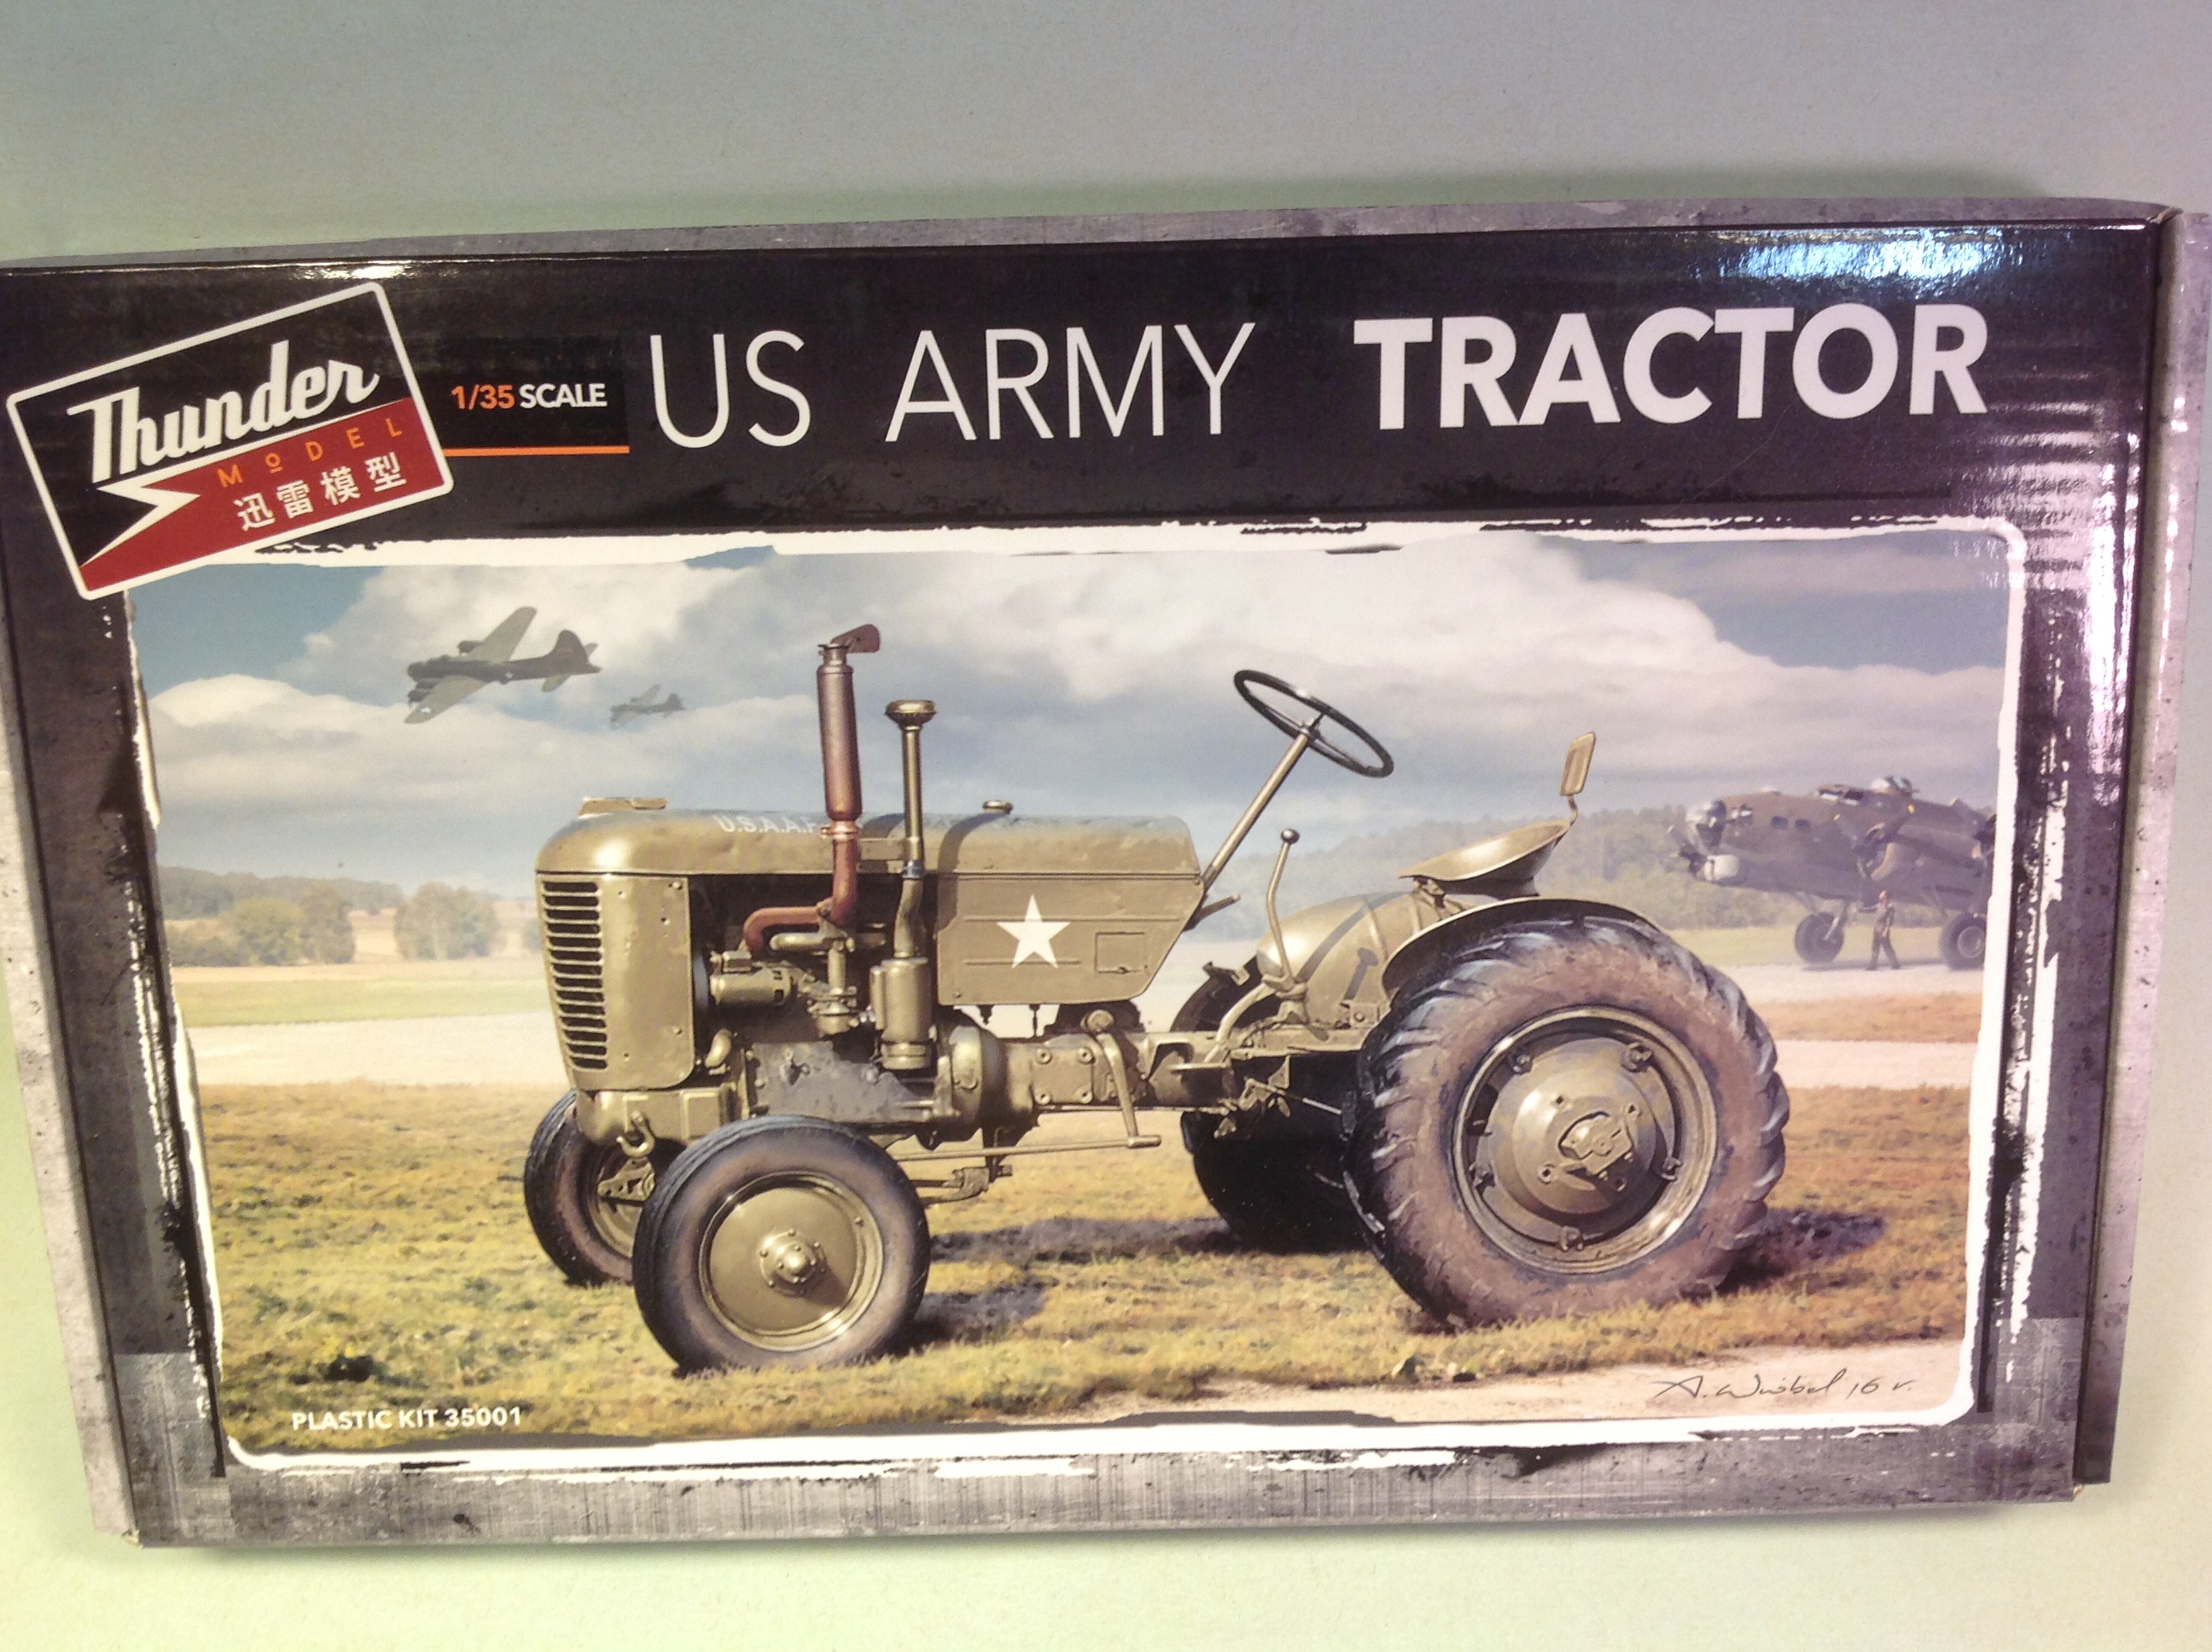 Thunder
MODEL
迅雷模型
1/35 SCALE
US ARMY TRACTOR
U.S.A.A.F
PLASTIC KIT 35001